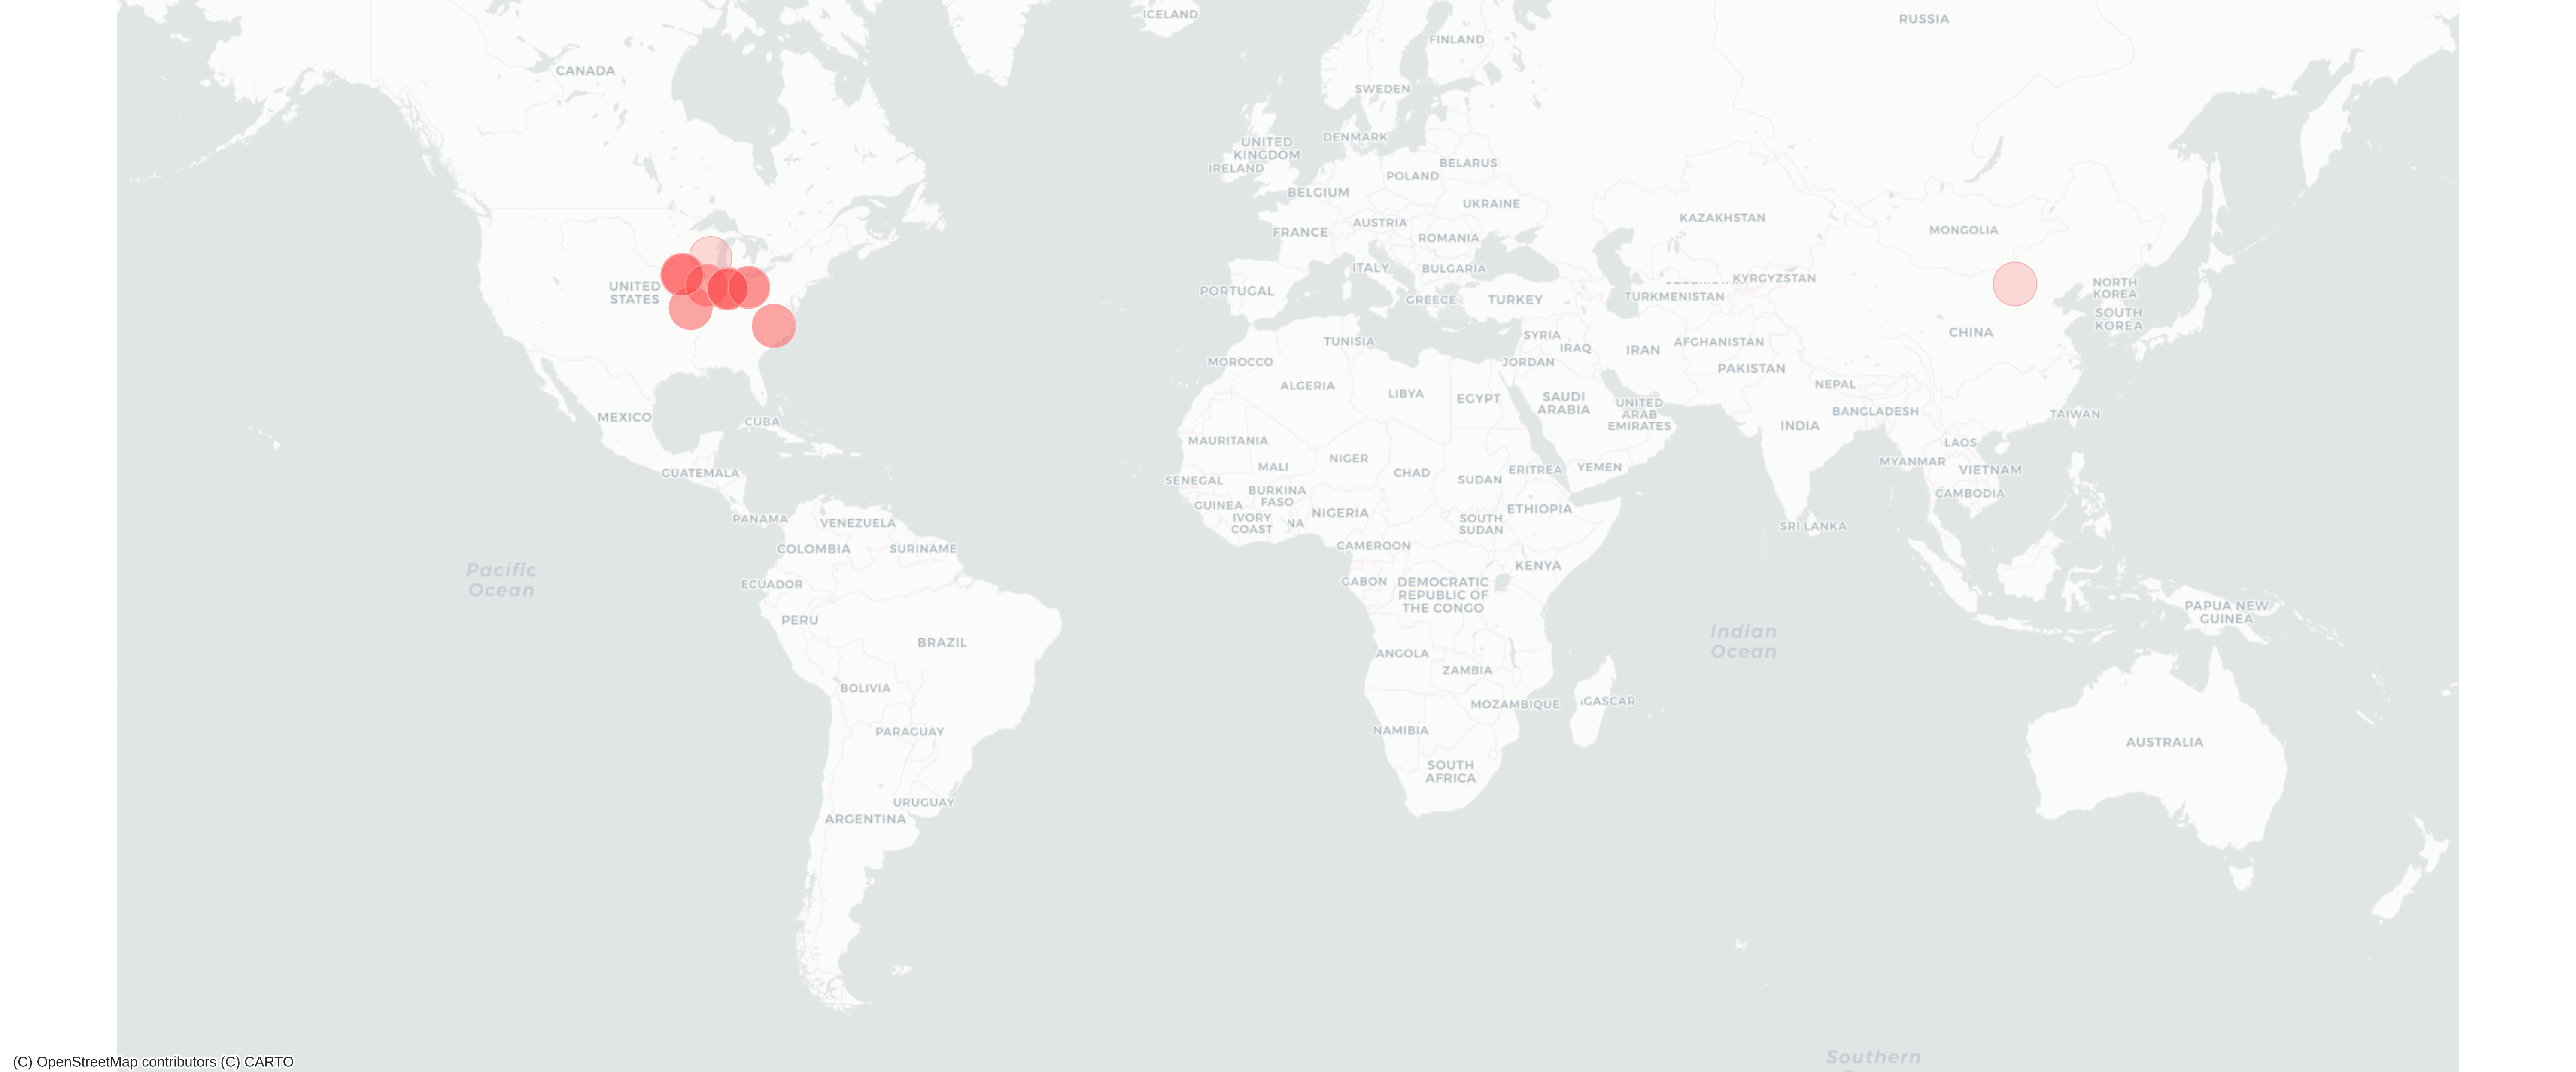 ICELAND
RUSSIA
FINLAND
CANADA
SWEDEN
DENMARK
UNITED
KINGDOM
IRELAND
BELARUS
POLAND
BELGIUM
UKRAINE
KAZAKHSTAN
AUSTRIA
FRANCE
ROMANIA
MONGOLIA
ITALY
BULGARIA
KYRGYZSTAN
UNITED
STATES
PORTUGAL
GREECE
TURKEY
TURKMENISTAN
NORTH
KOREA
SOUTH
KOREA
CHINA
SYRIA
TUNISIA
IRAQ
IRAN
AFGHANISTAN
MOROCCO
JORDAN
PAKISTAN
ALGERIA
LIBYA
EGYPT
SAUDI
ARABIA
NEPAL
UNITED
ARAB
EMIRATES
BANGLADESH
TAIWAN
MEXICO
CUBA
INDIA
MAURITANIA
LAOS
NIGER
MALI
CHAD
SUDAN
ERITREA
YEMEN
MYANMAR
VIETNAM
GUATEMALA
SENEGAL
BURKINA
FASO
CAMBODIA
GUINEA
IVORY
COAST
NA
NIGERIA
SOUTH
SUDAN
ETHIOPIA
PANAMA
VENEZUELA
SRI LANKA
COLOMBIA
SURINAME
CAMEROON
KENYA
Pacific
Ocean
ECUADOR
GABON
DEMOCRATIC
REPUBLIC OF
THE CONGO
PERU
PAPUA NEW
GUINEA
BRAZIL
Indian
Ocean
ANGOLA
ZAMBIA
BOLIVIA
MOZAMBIQUE
GASCAR
PARAGUAY
NAMIBIA
AUSTRALIA
SOUTH
AFRICA
URUGUAY
ARGENTINA
Southern
(C) OpenStreetMap contributors (C) CARTO